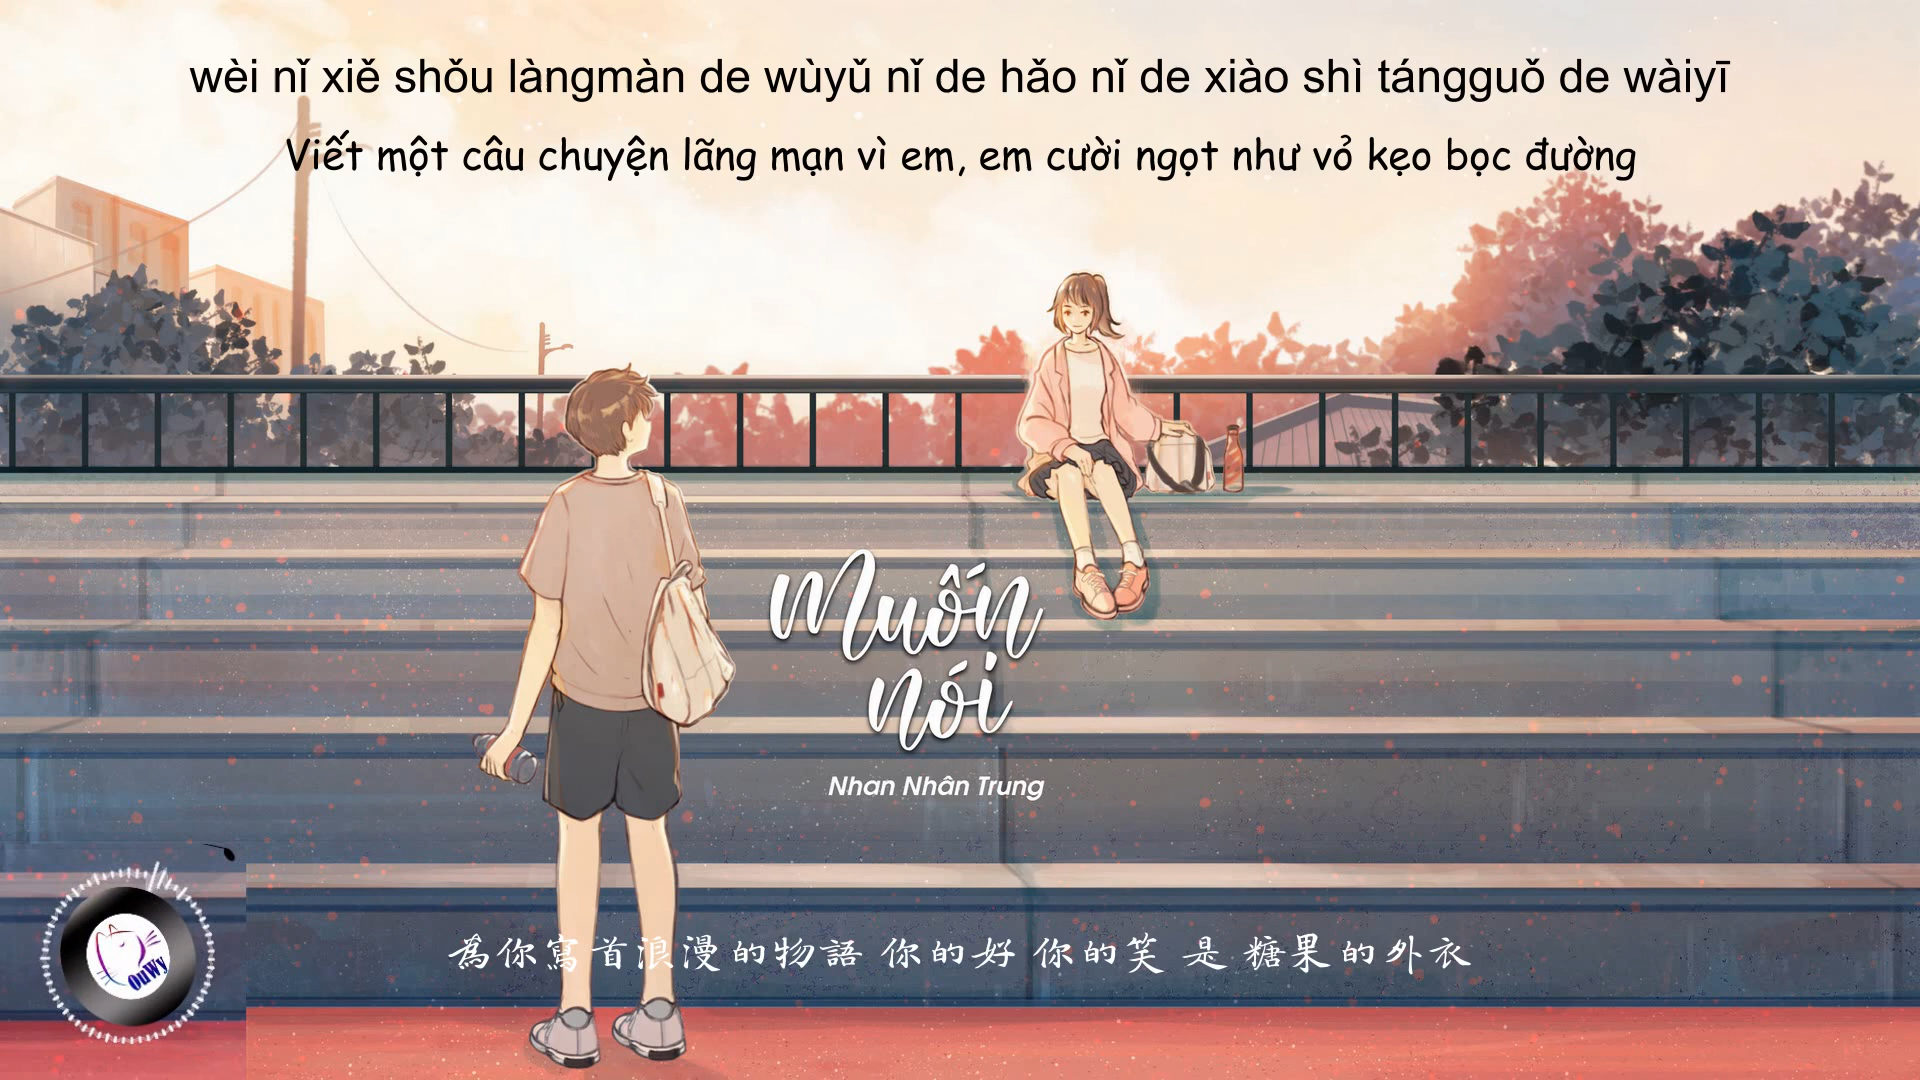 wèi nǐ xiě shǒu làngmàn de wùyǔ nǐ de hǎo nǐ de xiào shì tángguǒ de wàiyī
Viết một câu chuyện lãng mạn vì em, em cười ngọt như vỏ kẹo bọc đường
Muốn
nói
Nhan Nhân Trung
為你寫首浪漫的物語 你的好 你的笑 是 糖果的外衣
OuWy